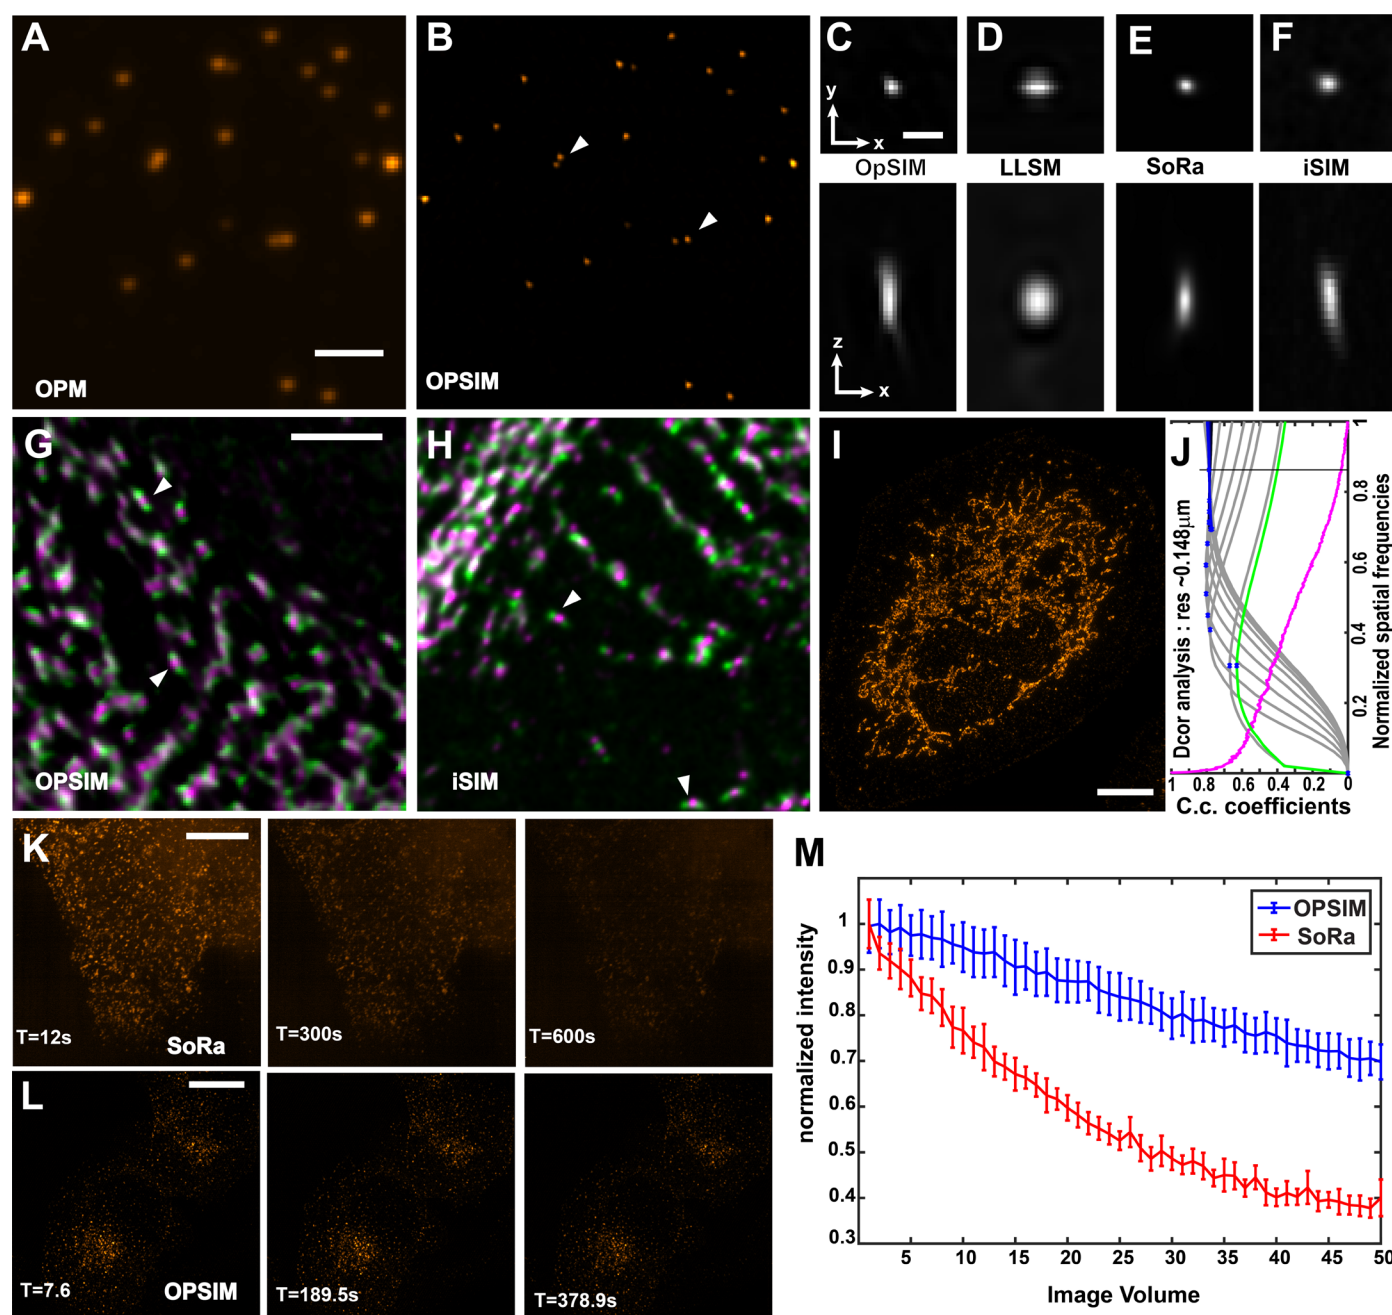 A
OPM
B
OPSIM
C
y
x
OpSIM
D
LLSM
E
SoRa
F
iSIM
z
x
G
OPSIM
H
iSIM
I
J
Dcor analysis : res ~0.148μm
Normalized spatial frequencies
1
0.8
0.6
0.4
0.2
1 0.8 0.6 0.4 0.2 0
C.c. coefficients
K
T=12s
SoRa
T=300s
T=600s
L
T=7.6
OPSIM
T=189.5s
T=378.9s
M
OPSIM
SoRa
normalized intensity
1
0.9
0.8
0.7
0.6
0.5
0.4
0.3
5 10 15 20 25 30 35 40 45 50
Image Volume